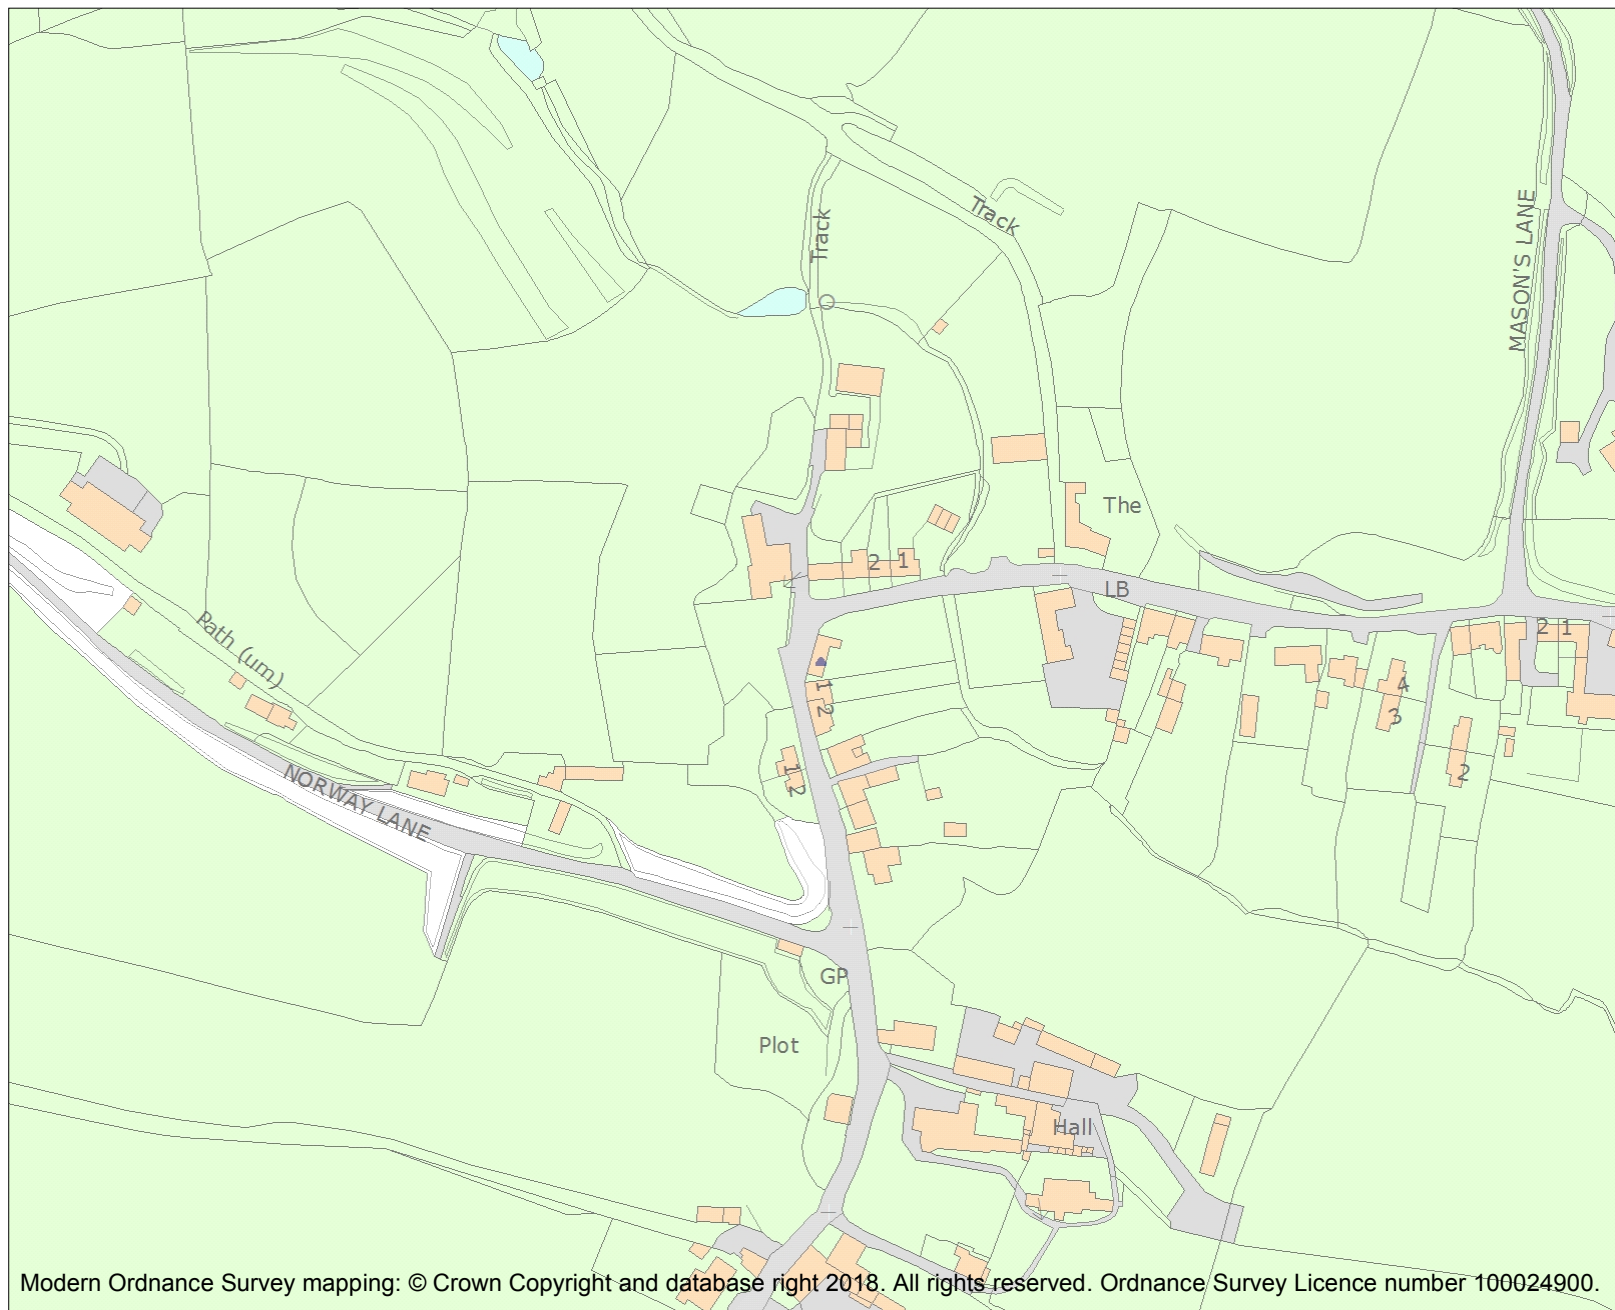 Track
Track
MASON'S LANE
The
2
1
LB
2
1
Path (um)
1
2
4
3
2
1
2
NORWAY LANE
GP
Plot
Hall
Modern Ordnance Survey mapping: © Crown Copyright and database right 2018. All rights reserved. Ordnance Survey Licence number 100024900.